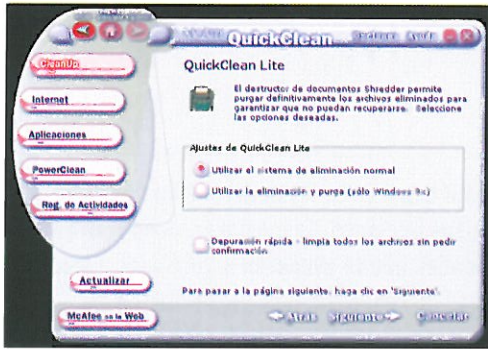 QuickClean
Opciones Ayuda
CleanUp
Internet
Aplicaciones
PowerClean
Reg. de Actividades
Actualizar
McAfee en la Web
QuickClean Lite
El destructor de documentos Shredder permite
purgar definitivamente los archivos eliminados para
garantizar que no puedan recuperarse. Seleccione
las opciones deseadas.
Ajustes de QuickClean Lite
Utilizar el sistema de eliminación normal
Utilizar la eliminación y purga (sólo Windows 9x)
Depuración rápida - limpia todos los archivos sin pedir
confirmación
Para pasar a la página siguiente, haga clic en 'Siguiente'.
Atrás Siguiente Cancelar